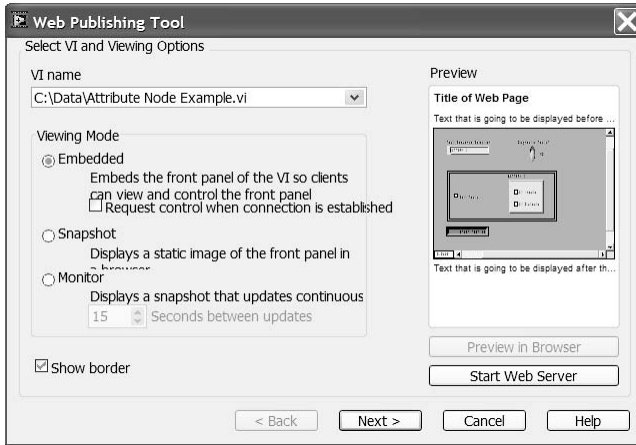 Web Publishing Tool
Select VI and Viewing Options
VI name
C:\Data\Attribute Node Example.vi
Viewing Mode
Embedded
Embeds the front panel of the VI so clients
can view and control the front panel
Request control when connection is established
Snapshot
Displays a static image of the front panel in
a browser
Monitor
Displays a snapshot that updates continuous
15 Seconds between updates
Show border
Preview
Title of Web Page
Text that is going to be displayed before ...
Text that is going to be displayed after th...
Preview in Browser
Start Web Server
< Back
Next >
Cancel
Help